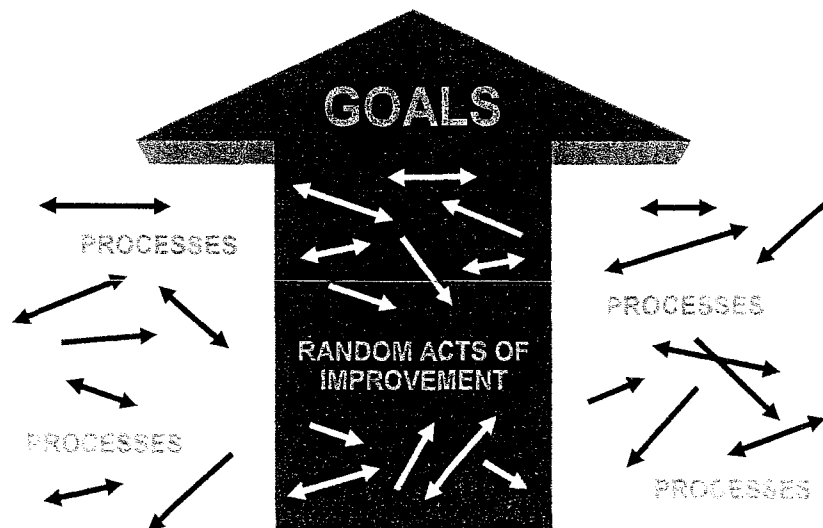 GOALS
PROCESSES
PROCESSES
RANDOM ACTS OF
IMPROVEMENT
PROCESSES
PROCESSES